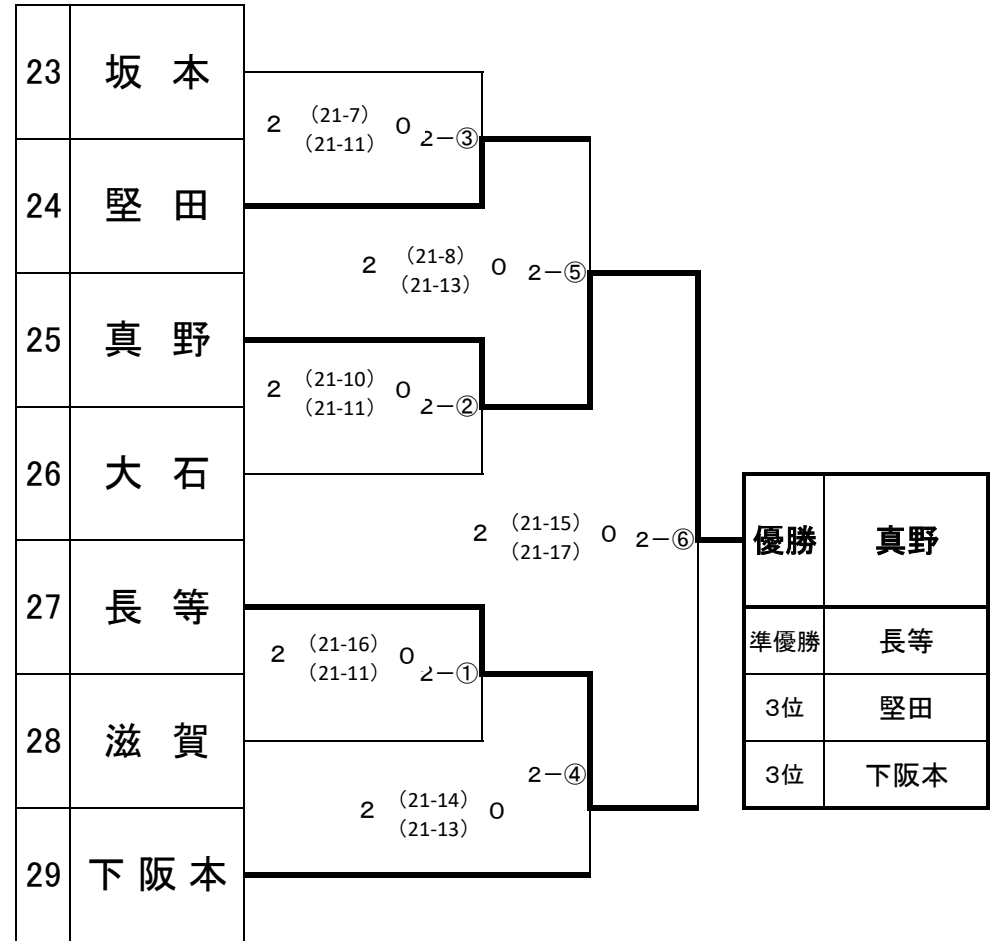 23 坂 本
2 （21-7） 0 2－③
（21-11）
24 堅 田
2 （21-8） 0 2－⑤
（21-13）
25 真 野
2 （21-10） 0 2－②
（21-11）
26 大 石
2 （21-15） 0 2－⑥
（21-17）
優勝 真野
27 長 等
準優勝 長等
2 （21-16） 0 2－①
（21-11）
3位 堅田
28 滋 賀
3位 下阪本
2－④
2 （21-14） 0
（21-13）
29 下 阪 本